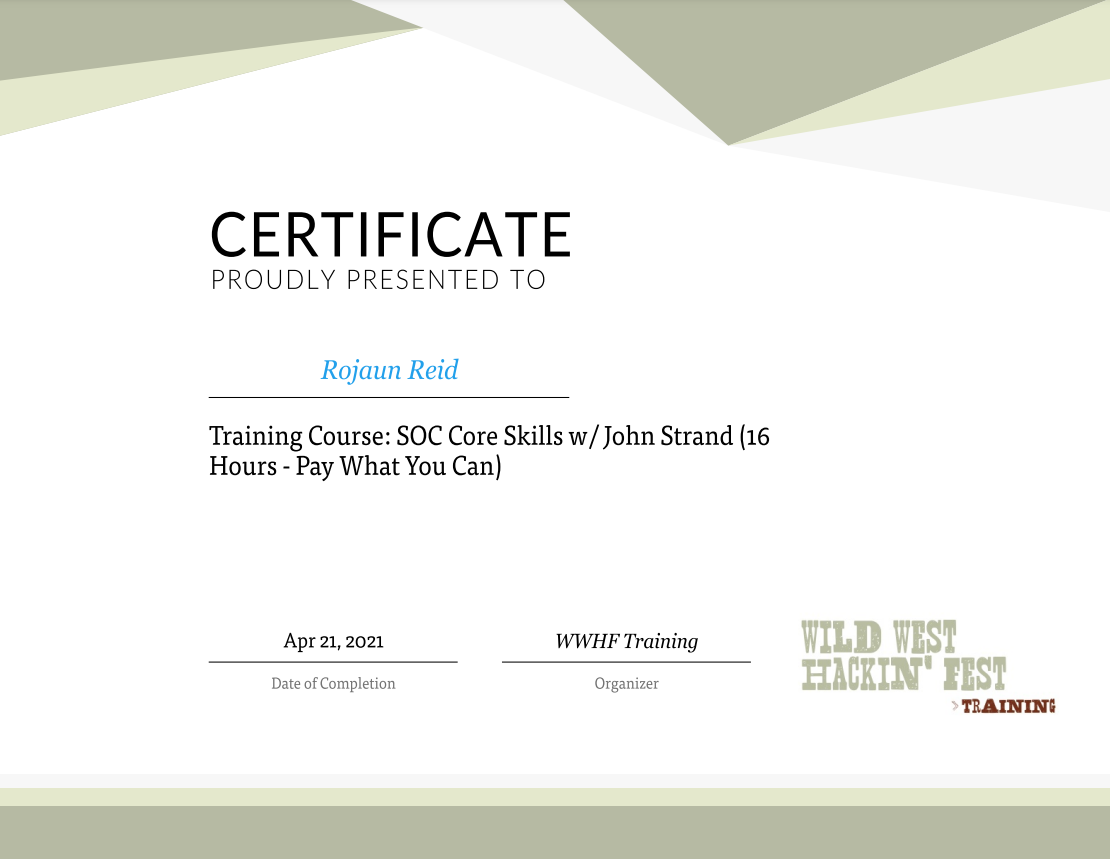 CERTIFICATE
PROUDLY PRESENTED TO
Rojaun Reid
Training Course: SOC Core Skills w/ John Strand (16
Hours - Pay What You Can)
Apr 21, 2021
Date of Completion
WWHF Training
Organizer
WILD WEST
HACKIN' FEST
>TRAINING